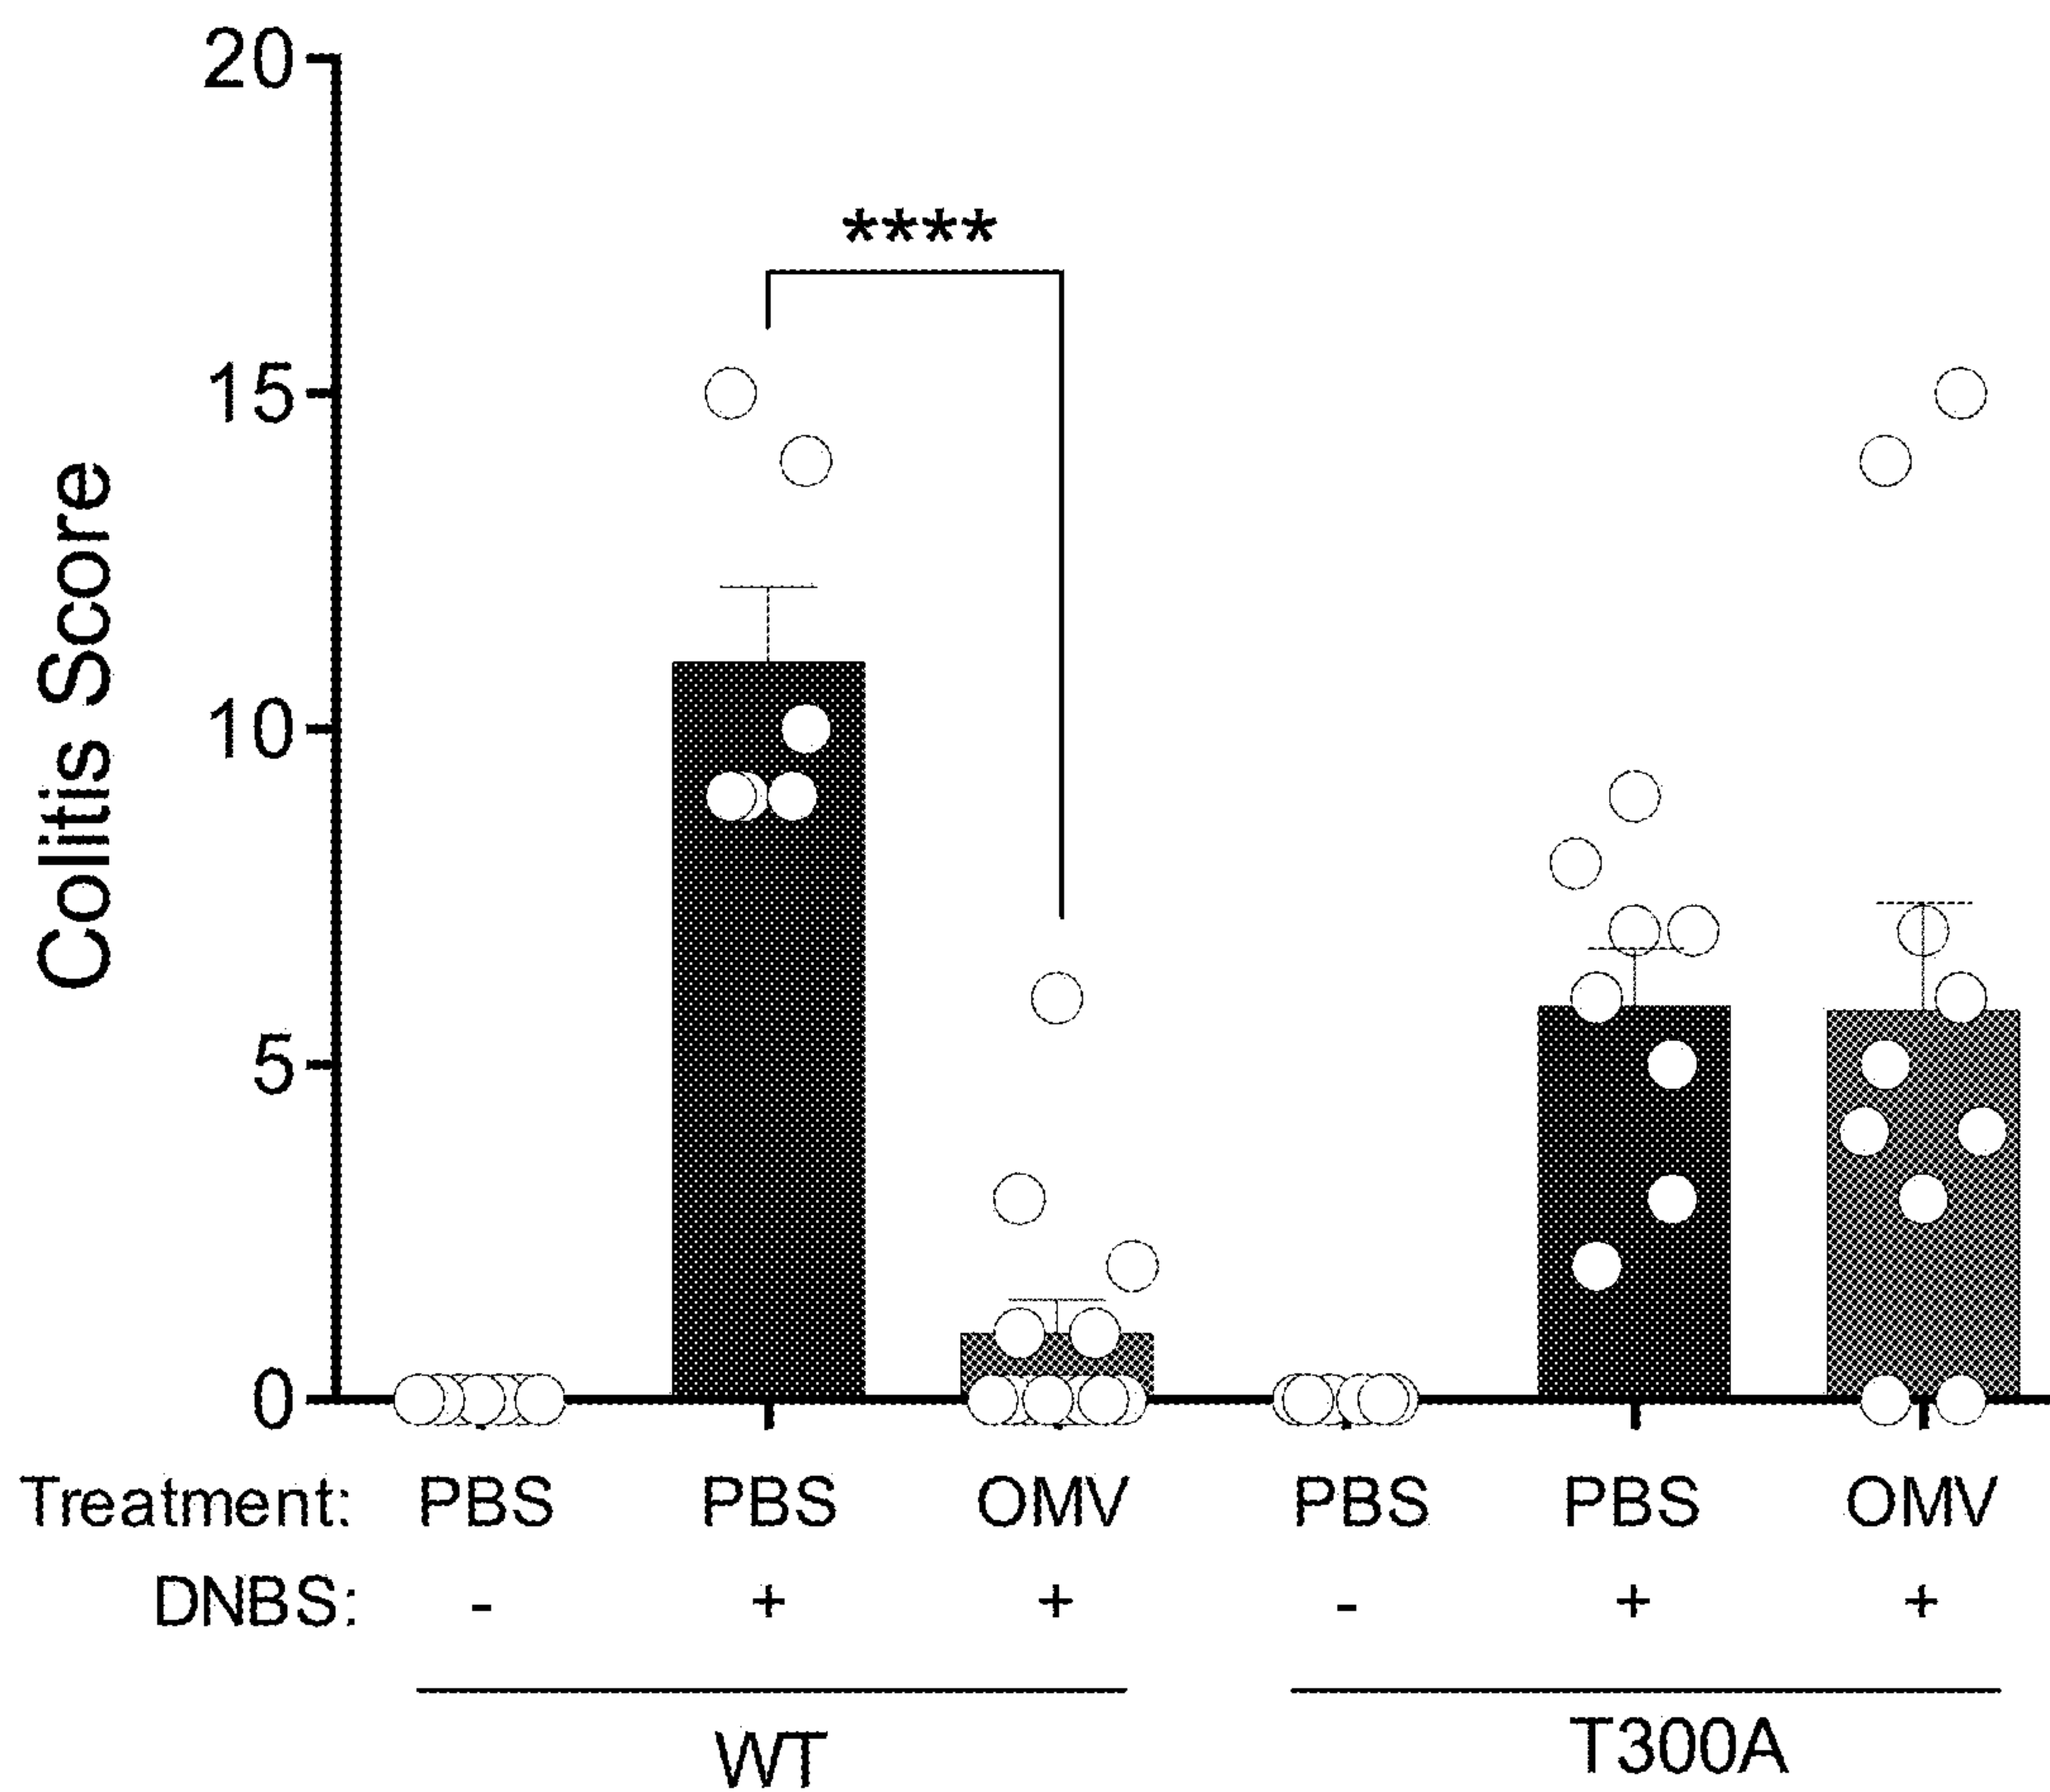 20
****
15
10
5
0
Colitis Score
Treatment: PBS PBS OMV PBS PBS OMV
DNBS: - + + - + +
WT T300A